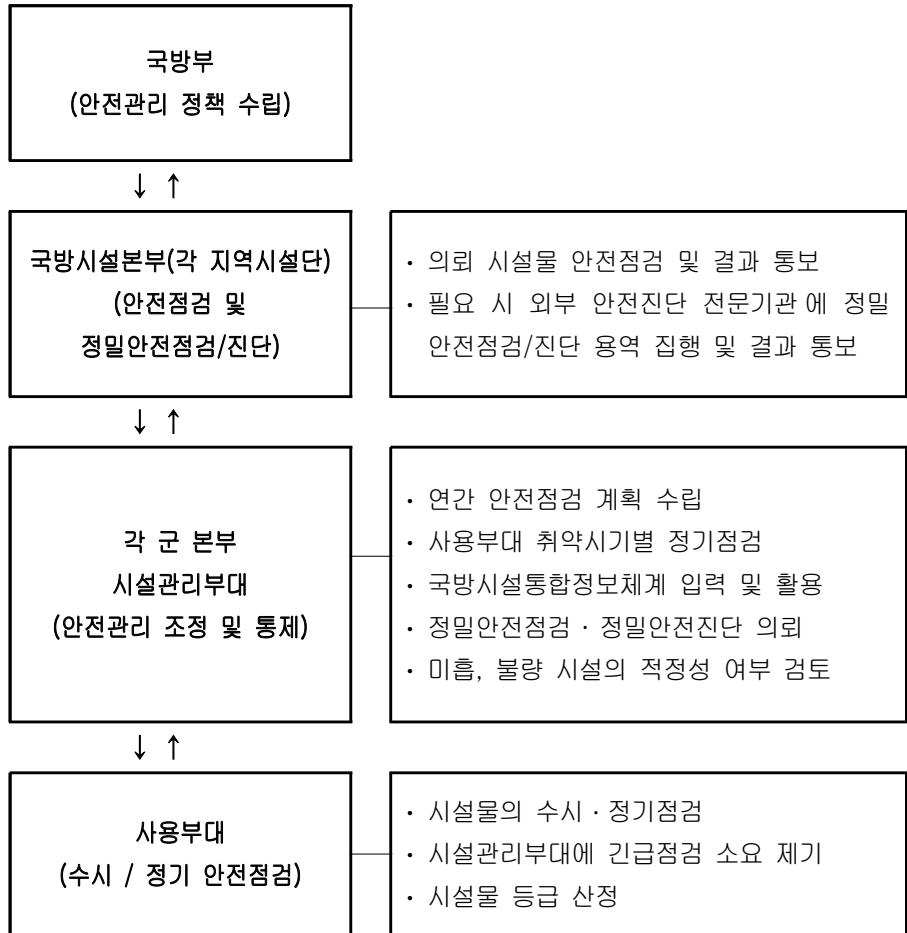 국방부
(안전관리 정책 수립)
↓ ↑
국방시설본부(각 지역시설단)
(안전점검 및
정밀안전점검/진단)
· 의뢰 시설물 안전점검 및 결과 통보
· 필요 시 외부 안전진단 전문기관에 정밀
안전점검/진단 용역 집행 및 결과 통보
↓ ↑
각 군 본부
시설관리부대
(안전관리 조정 및 통제)
· 연간 안전점검 계획 수립
· 사용부대 취약시기별 정기점검
· 국방시설통합정보체계 입력 및 활용
· 정밀안전점검 · 정밀안전진단 의뢰
· 미흡, 불량 시설의 적정성 여부 검토
↓ ↑
사용부대
(수시 / 정기 안전점검)
· 시설물의 수시 · 정기점검
· 시설관리부대에 긴급점검 소요 제기
· 시설물 등급 산정